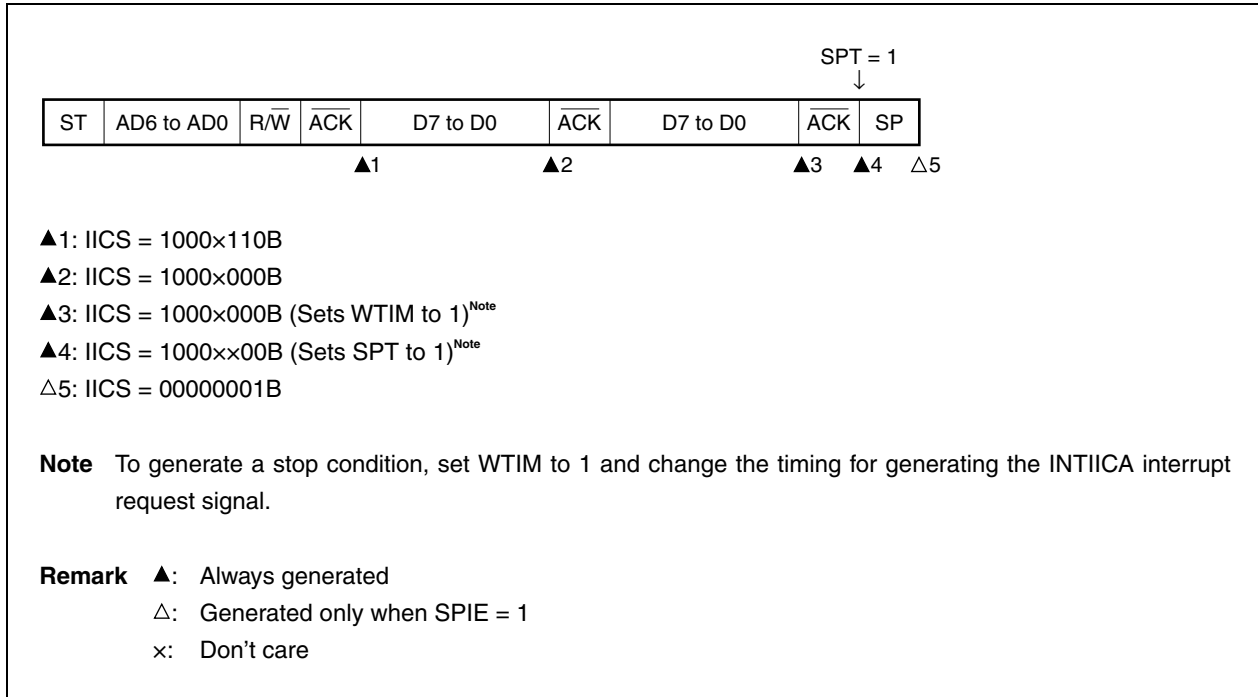 SPT = 1
↓
ST AD6 to AD0 R/W̅ A̅C̅K̅ D7 to D0 A̅C̅K̅ D7 to D0 A̅C̅K̅ SP
▲1 ▲2 ▲3 ▲4 △5
▲1: IICS = 1000×110B
▲2: IICS = 1000×000B
▲3: IICS = 1000×000B (Sets WTIM to 1)Note
▲4: IICS = 1000××00B (Sets SPT to 1)Note
△5: IICS = 00000001B
Note To generate a stop condition, set WTIM to 1 and change the timing for generating the INTIICA interrupt
request signal.
Remark ▲: Always generated
△: Generated only when SPIE = 1
×: Don't care